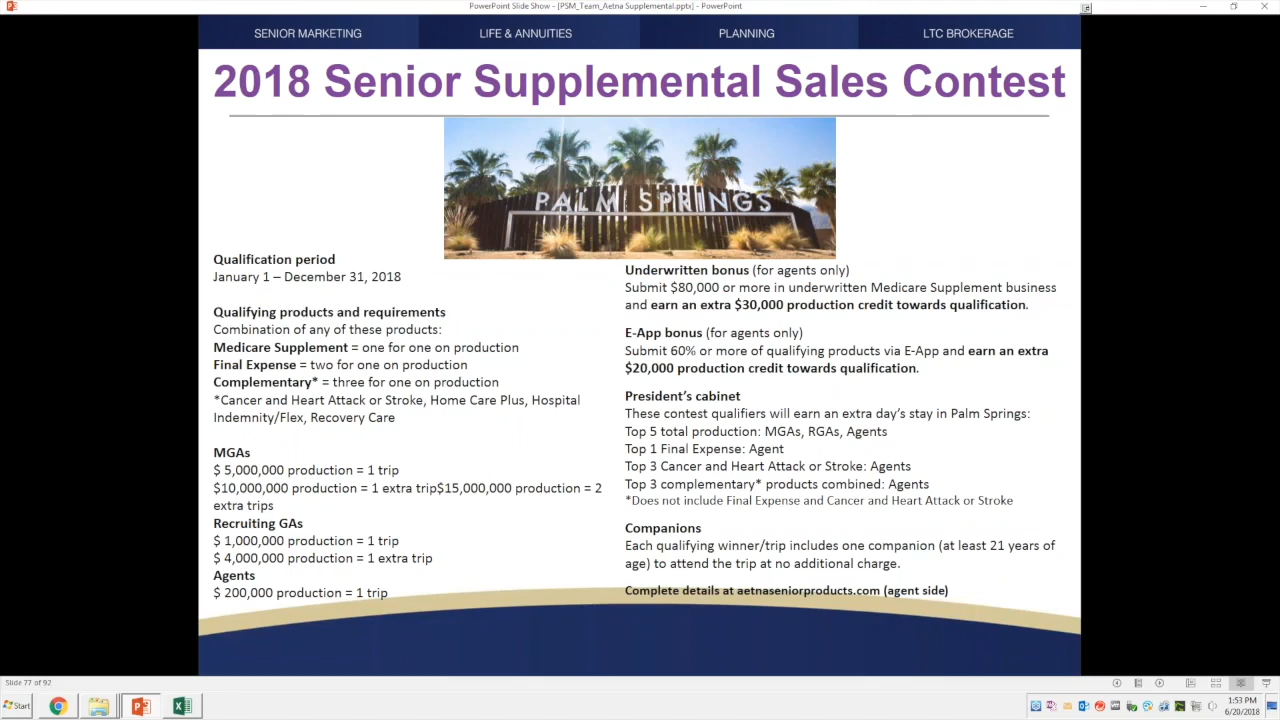 PowerPoint Slide Show - [PSM_Team_Aetna Supplemental.pptx] - PowerPoint
SENIOR MARKETING
LIFE & ANNUITIES
PLANNING
LTC BROKERAGE
2018 Senior Supplemental Sales Contest
PALM SPRINGS
Qualification period
January 1 – December 31, 2018
Qualifying products and requirements
Combination of any of these products:
Medicare Supplement = one for one on production
Final Expense = two for one on production
Complementary* = three for one on production
*Cancer and Heart Attack or Stroke, Home Care Plus, Hospital
Indemnity/Flex, Recovery Care
MGAs
$ 5,000,000 production = 1 trip
$10,000,000 production = 1 extra trip$15,000,000 production = 2
extra trips
Recruiting GAs
$ 1,000,000 production = 1 trip
$ 4,000,000 production = 1 extra trip
Agents
$ 200,000 production = 1 trip
Underwritten bonus (for agents only)
Submit $80,000 or more in underwritten Medicare Supplement business
and earn an extra $30,000 production credit towards qualification.
E-App bonus (for agents only)
Submit 60% or more of qualifying products via E-App and earn an extra
$20,000 production credit towards qualification.
President's cabinet
These contest qualifiers will earn an extra day's stay in Palm Springs:
Top 5 total production: MGAs, RGAs, Agents
Top 1 Final Expense: Agent
Top 3 Cancer and Heart Attack or Stroke: Agents
Top 3 complementary* products combined: Agents
*Does not include Final Expense and Cancer and Heart Attack or Stroke
Companions
Each qualifying winner/trip includes one companion (at least 21 years of
age) to attend the trip at no additional charge.
Complete details at aetnaseniorproducts.com (agent side)
Slide 77 of 92
Start
1:53 PM
6/20/2018